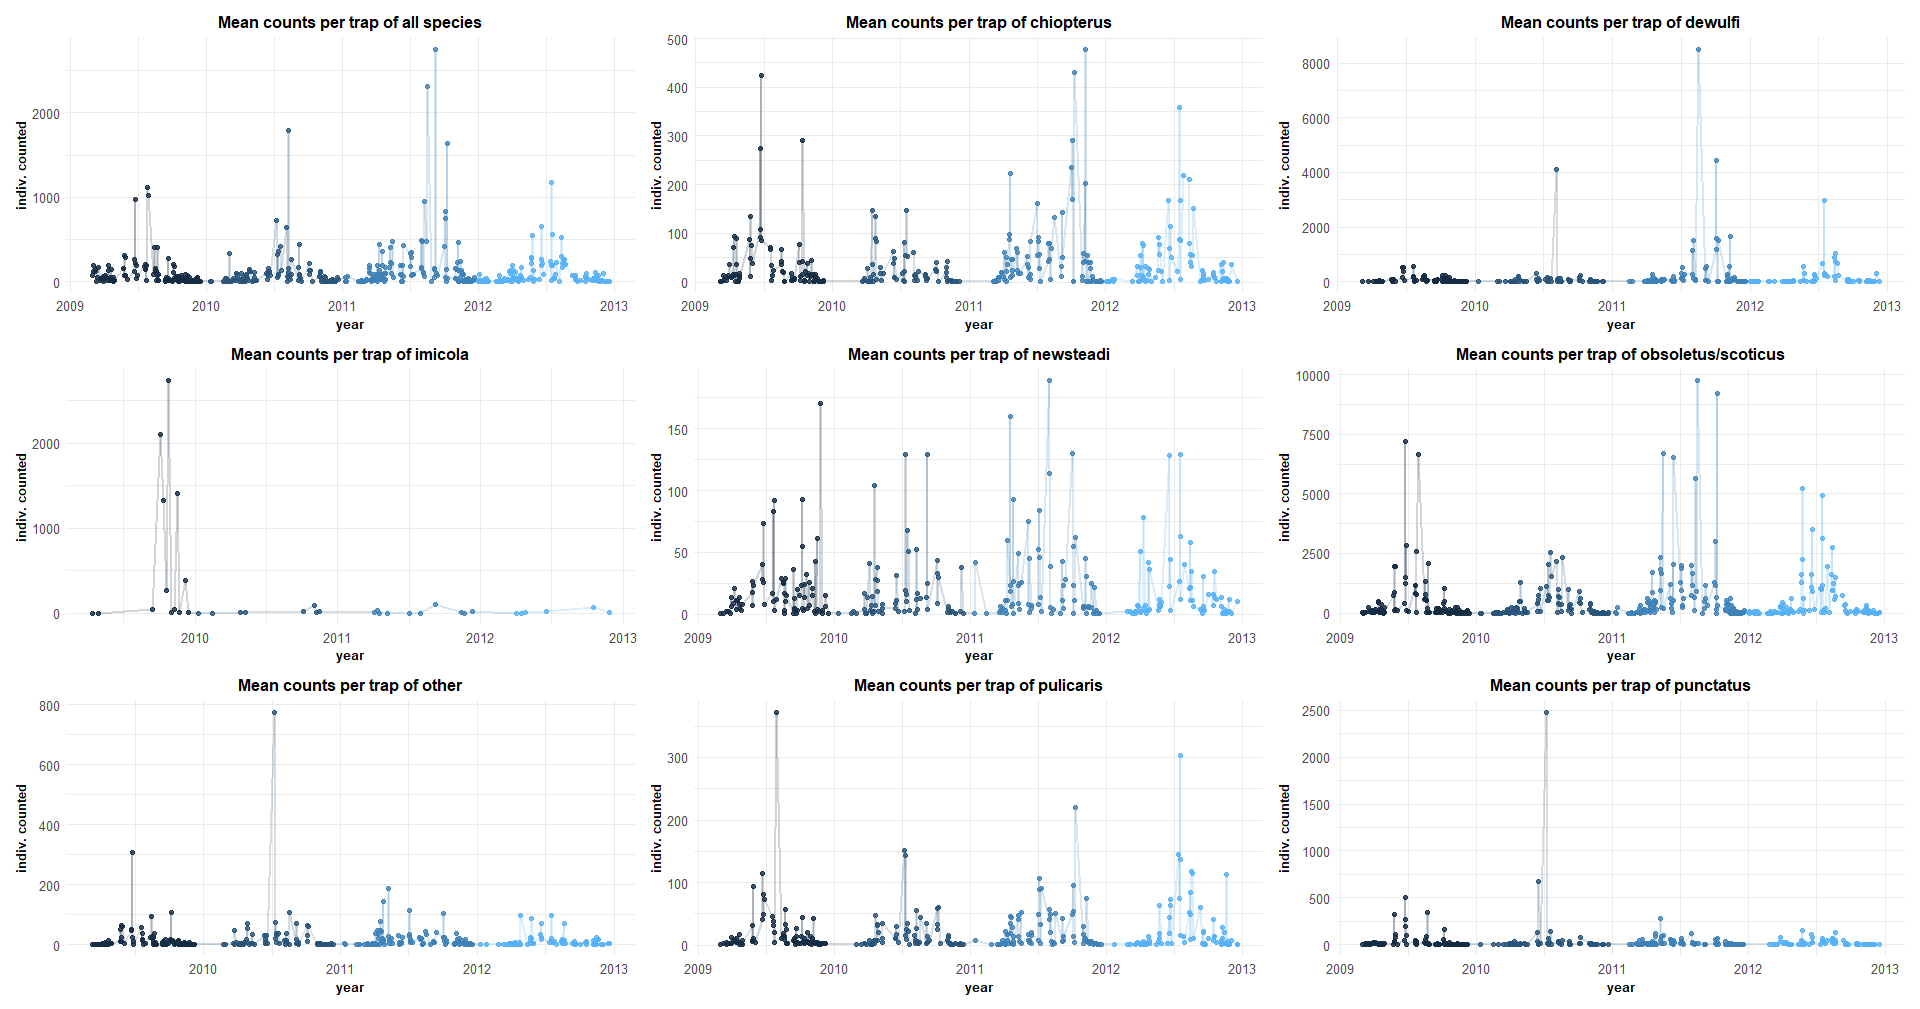 Mean counts per trap of all species
indiv. counted
2000
1000
0
2009 2010 2011 2012 2013
year
Mean counts per trap of chiopterus
indiv. counted
500
400
300
200
100
0
2009 2010 2011 2012 2013
year
Mean counts per trap of dewulfi
indiv. counted
8000
6000
4000
2000
0
2009 2010 2011 2012 2013
year
Mean counts per trap of imicola
indiv. counted
2000
1000
0
2010 2011 2012 2013
year
Mean counts per trap of newsteadi
indiv. counted
150
100
50
0
2009 2010 2011 2012 2013
year
Mean counts per trap of obsoletus/scoticus
indiv. counted
10000
7500
5000
2500
0
2009 2010 2011 2012 2013
year
Mean counts per trap of other
indiv. counted
800
600
400
200
0
2010 2011 2012 2013
year
Mean counts per trap of pulicaris
indiv. counted
300
200
100
0
2009 2010 2011 2012 2013
year
Mean counts per trap of punctatus
indiv. counted
2500
2000
1500
1000
500
0
2009 2010 2011 2012 2013
year